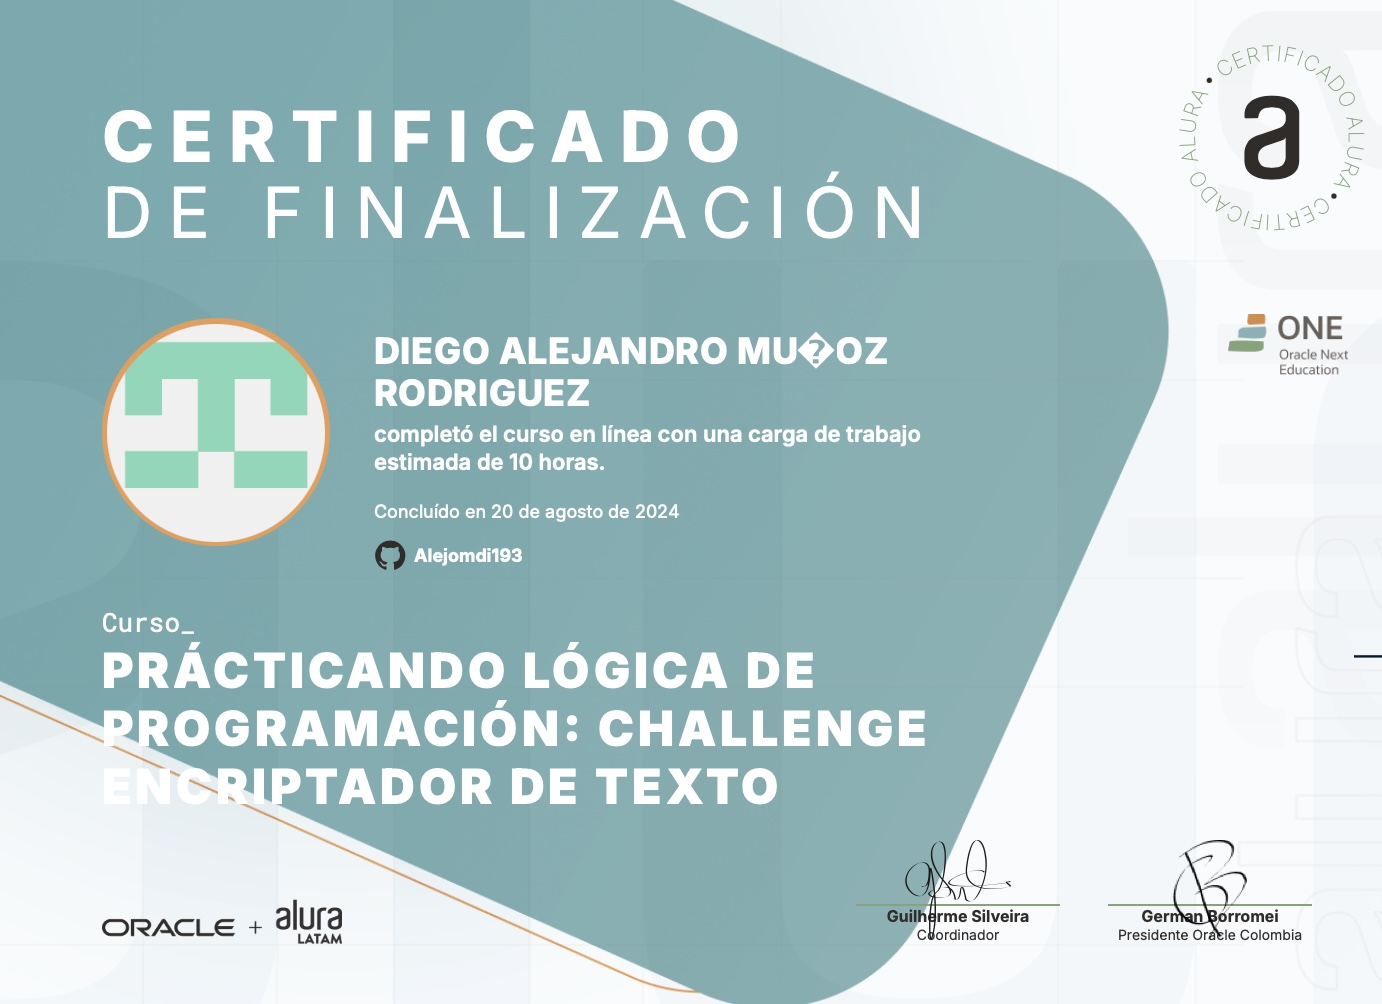 CERTIFICADO
DE FINALIZACIÓN
CERTIFICADO ALURA • CERTIFICADO ALURA •
a
ONE
Oracle Next
Education
DIEGO ALEJANDRO MU�OZ
RODRIGUEZ
completó el curso en línea con una carga de trabajo
estimada de 10 horas.
Concluído en 20 de agosto de 2024
Alejomdi193
Curso_
PRÁCTICANDO LÓGICA DE
PROGRAMACIÓN: CHALLENGE
ENCRIPTADOR DE TEXTO
ORACLE + alura
LATAM
Guilherme Silveira
Coordinador
German Borromei
Presidente Oracle Colombia